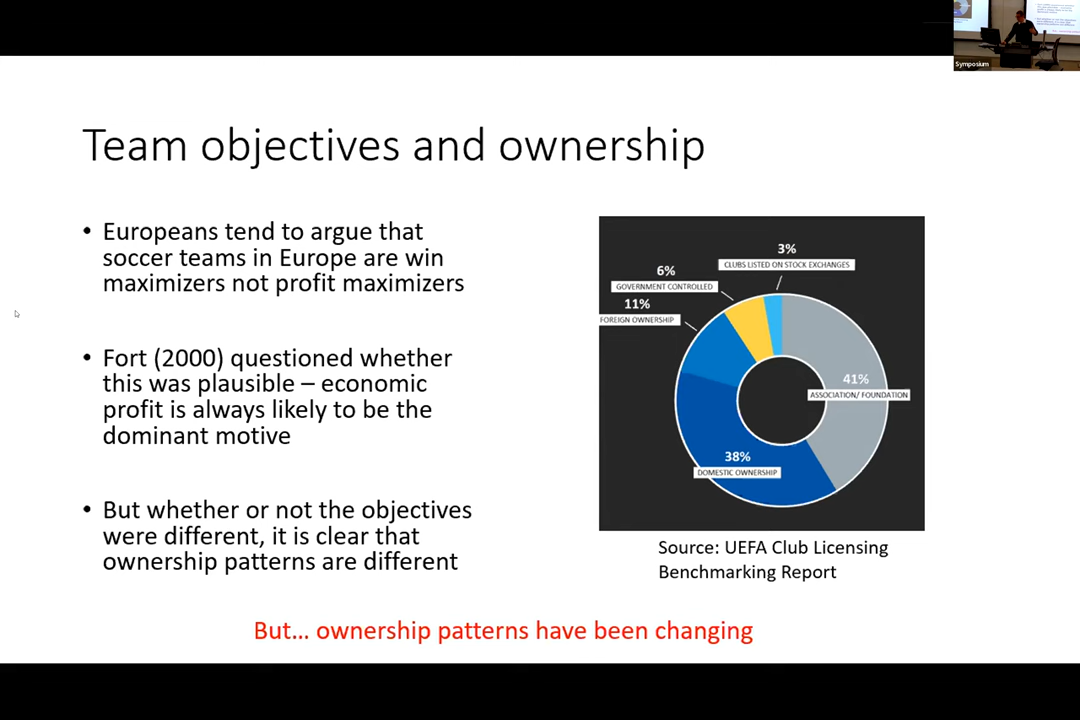 Symposium
Team objectives and ownership
• Europeans tend to argue that
soccer teams in Europe are win
maximizers not profit maximizers
• Fort (2000) questioned whether
this was plausible – economic
profit is always likely to be the
dominant motive
• But whether or not the objectives
were different, it is clear that
ownership patterns are different
3%
CLUBS LISTED ON STOCK EXCHANGES
6%
GOVERNMENT CONTROLLED
11%
FOREIGN OWNERSHIP
41%
ASSOCIATION/ FOUNDATION
38%
DOMESTIC OWNERSHIP
Source: UEFA Club Licensing
Benchmarking Report
But... ownership patterns have been changing